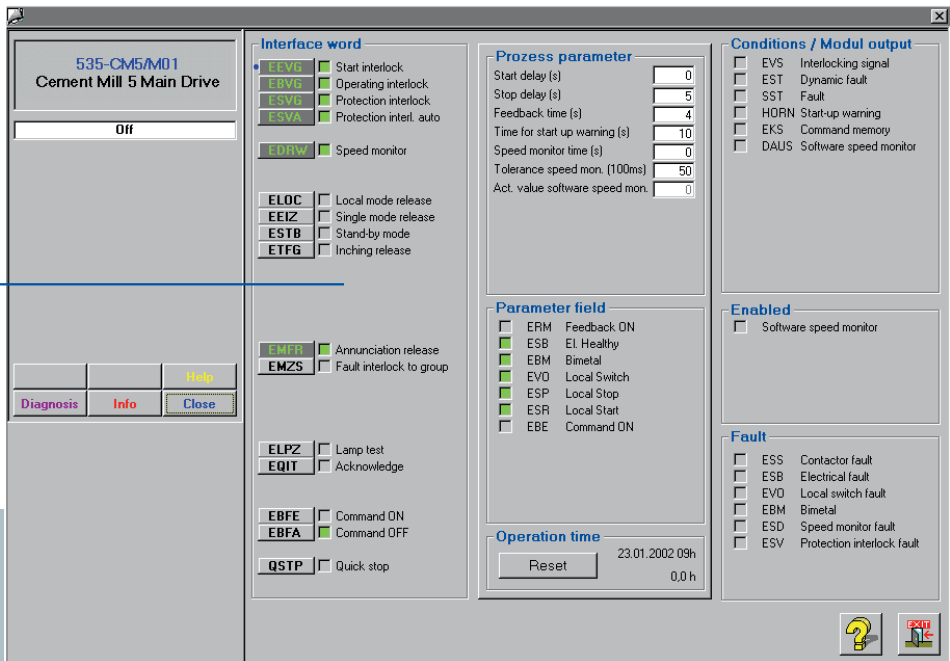 535-CM5/M01
Cement Mill 5 Main Drive
Off
Help
Diagnosis Info Close
Interface word
EEVG Start interlock
EBVG Operating interlock
ESVG Protection interlock
ESVA Protection interl. auto
EDRW Speed monitor
ELOC Local mode release
EEIZ Single mode release
ESTB Stand-by mode
ETFG Inching release
EMFR Annunciation release
EMZS Fault interlock to group
ELPZ Lamp test
EQIT Acknowledge
EBFE Command ON
EBFA Command OFF
QSTP Quick stop
Prozess parameter
Start delay (s) 0
Stop delay (s) 5
Feedback time (s) 4
Time for start up warning (s) 10
Speed monitor time (s) 0
Tolerance speed mon. (100ms) 50
Act. value software speed mon. 0
Parameter field
ERM Feedback ON
ESB El. Healthy
EBM Bimetal
EVO Local Switch
ESP Local Stop
ESR Local Start
EBE Command ON
Operation time
Reset 23.01.2002 09h
0,0 h
Conditions / Modul output
EVS Interlocking signal
EST Dynamic fault
SST Fault
HORN Start-up warning
EKS Command memory
DAUS Software speed monitor
Enabled
Software speed monitor
Fault
ESS Contactor fault
ESB Electrical fault
EVO Local switch fault
EBM Bimetal
ESD Speed monitor fault
ESV Protection interlock fault
EXIT